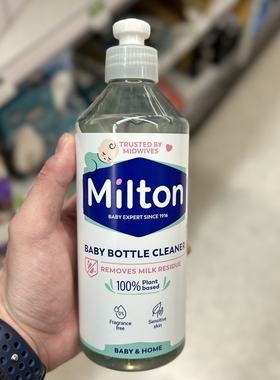 TRUSTED BY
MIDWIVES
Milton
BABY EXPERT SINCE 1916
BABY BOTTLE CLEANER
REMOVES MILK RESIDUE
100% Plant
based
Fragrance
free
Sensitive
skin
BABY & HOME